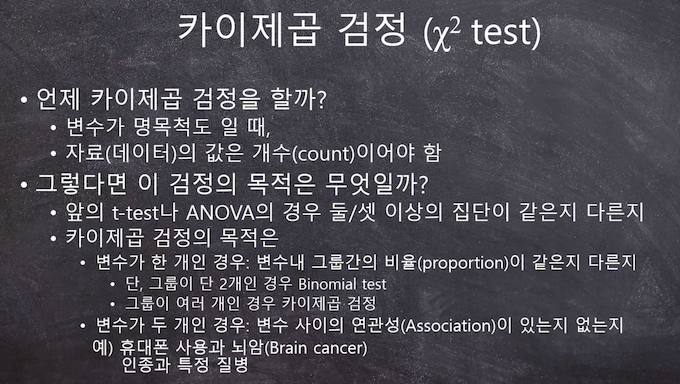 카이제곱 검정 (χ² test)
• 언제 카이제곱 검정을 할까?
• 변수가 명목척도 일 때,
• 자료(데이터)의 값은 개수(count)이어야 함
• 그렇다면 이 검정의 목적은 무엇일까?
• 앞의 t-test나 ANOVA의 경우 둘/셋 이상의 집단이 같은지 다른지
• 카이제곱 검정의 목적은
• 변수가 한 개인 경우: 변수내 그룹간의 비율(proportion)이 같은지 다른지
• 단, 그룹이 단 2개인 경우 Binomial test
• 그룹이 여러 개인 경우 카이제곱 검정
• 변수가 두 개인 경우: 변수 사이의 연관성(Association)이 있는지 없는지
예) 휴대폰 사용과 뇌암(Brain cancer)
인종과 특정 질병